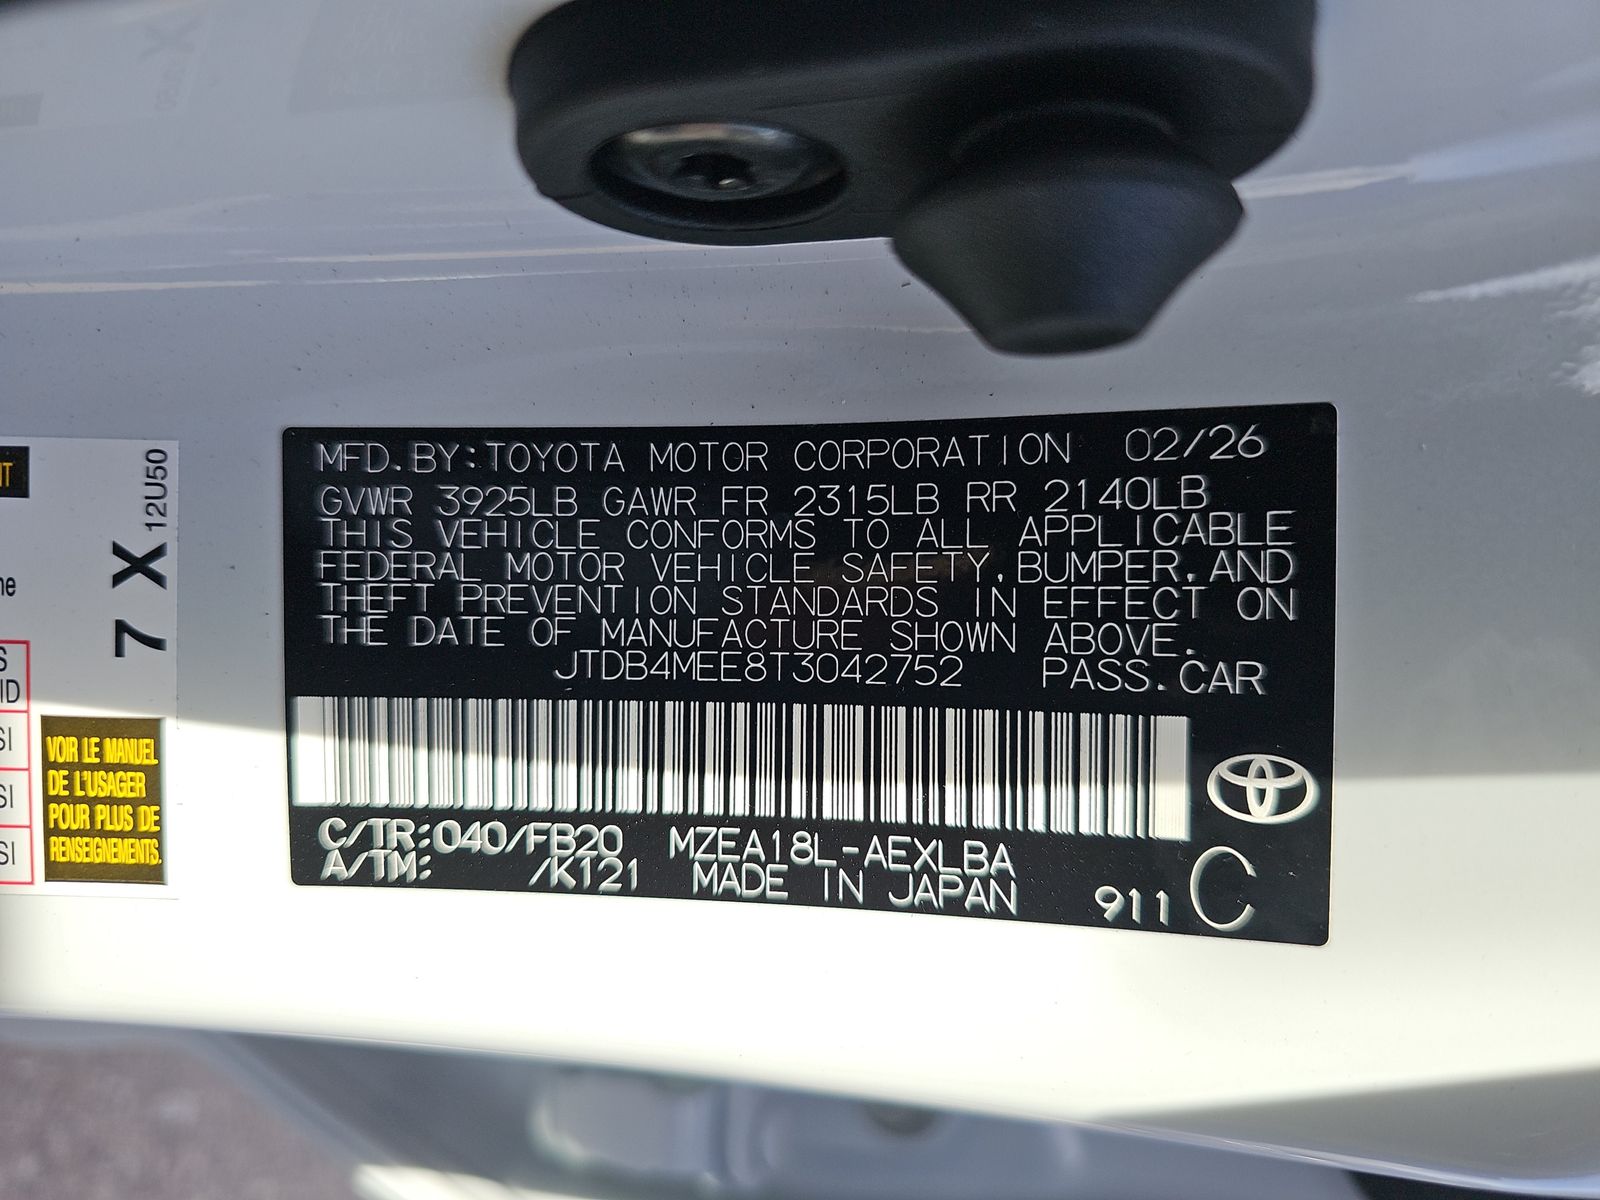 MFD.BY:TOYOTA MOTOR CORPORATION 02/26
GVWR 3925LB GAWR FR 2315LB RR 2140LB
THIS VEHICLE CONFORMS TO ALL APPLICABLE
FEDERAL MOTOR VEHICLE SAFETY, BUMPER, AND
THEFT PREVENTION STANDARDS IN EFFECT ON
THE DATE OF MANUFACTURE SHOWN ABOVE.
JTDB4MEE8T3042752 PASS.CAR
C/TR:040/FB20 MZEA18L-AEXLBA
A/TM: /K121 MADE IN JAPAN 911 C
7 X 12U50
VOIR LE MANUEL
DE L'USAGER
POUR PLUS DE
RENSEIGNEMENTS.